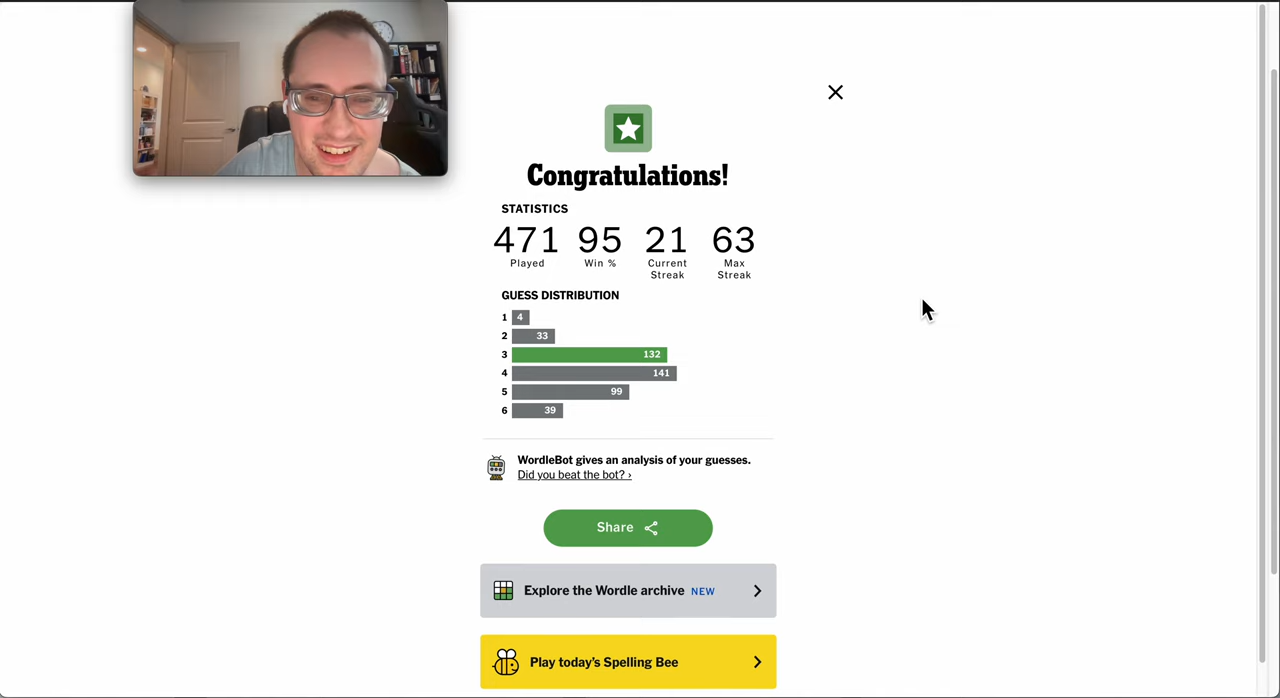 Congratulations!
STATISTICS
471 95 21 63
Played Win % Current Max
Streak Streak
GUESS DISTRIBUTION
1 4
2 33
3 132
4 141
5 99
6 39
WordleBot gives an analysis of your guesses.
Did you beat the bot? ›
Share
Explore the Wordle archive NEW
Play today's Spelling Bee